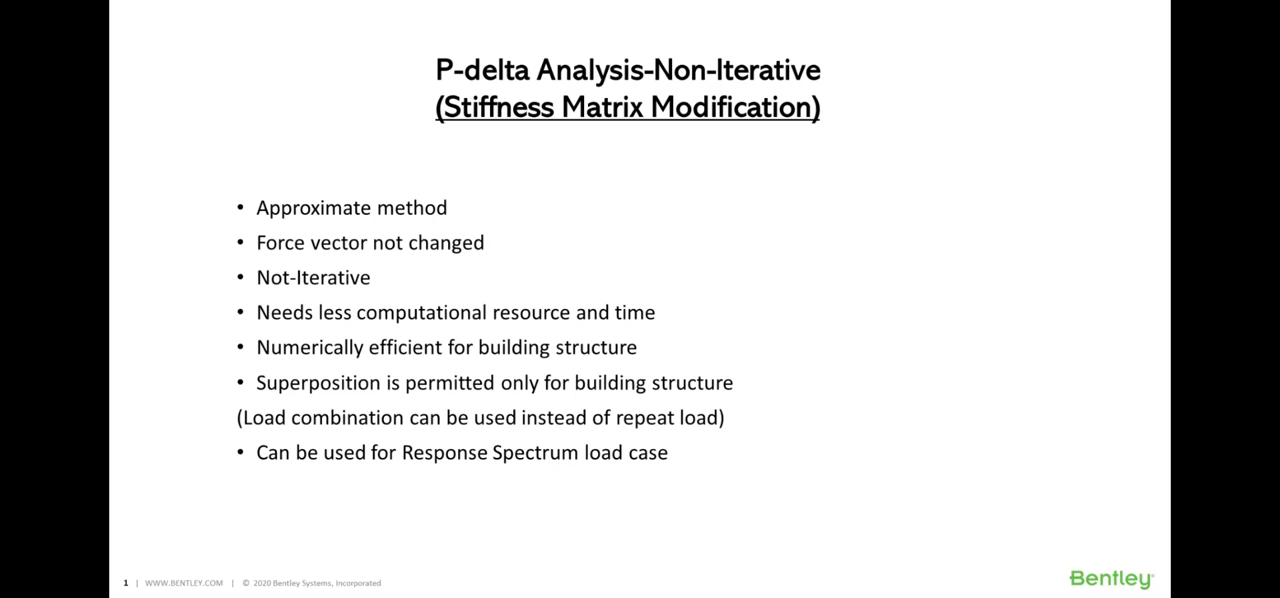 P-delta Analysis-Non-Iterative
(Stiffness Matrix Modification)
• Approximate method
• Force vector not changed
• Not-Iterative
• Needs less computational resource and time
• Numerically efficient for building structure
• Superposition is permitted only for building structure
(Load combination can be used instead of repeat load)
• Can be used for Response Spectrum load case
1 | WWW.BENTLEY.COM | © 2020 Bentley Systems, Incorporated
Bentley®